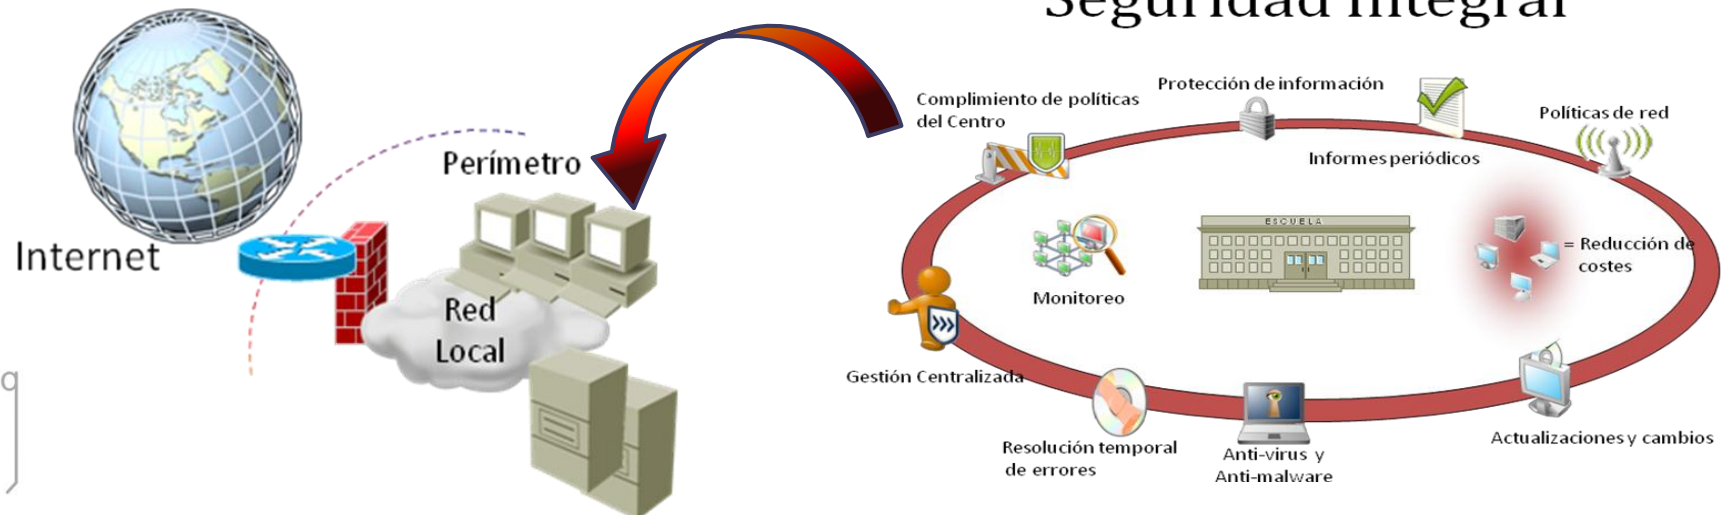 Seguridad Integral
Internet
Perímetro
Red
Local
Complimiento de políticas
del Centro
Protección de información
Informes periódicos
Políticas de red
ESCUELA
Monitoreo
= Reducción de
costes
Gestión Centralizada
Resolución temporal
de errores
Anti-virus y
Anti-malware
Actualizaciones y cambios